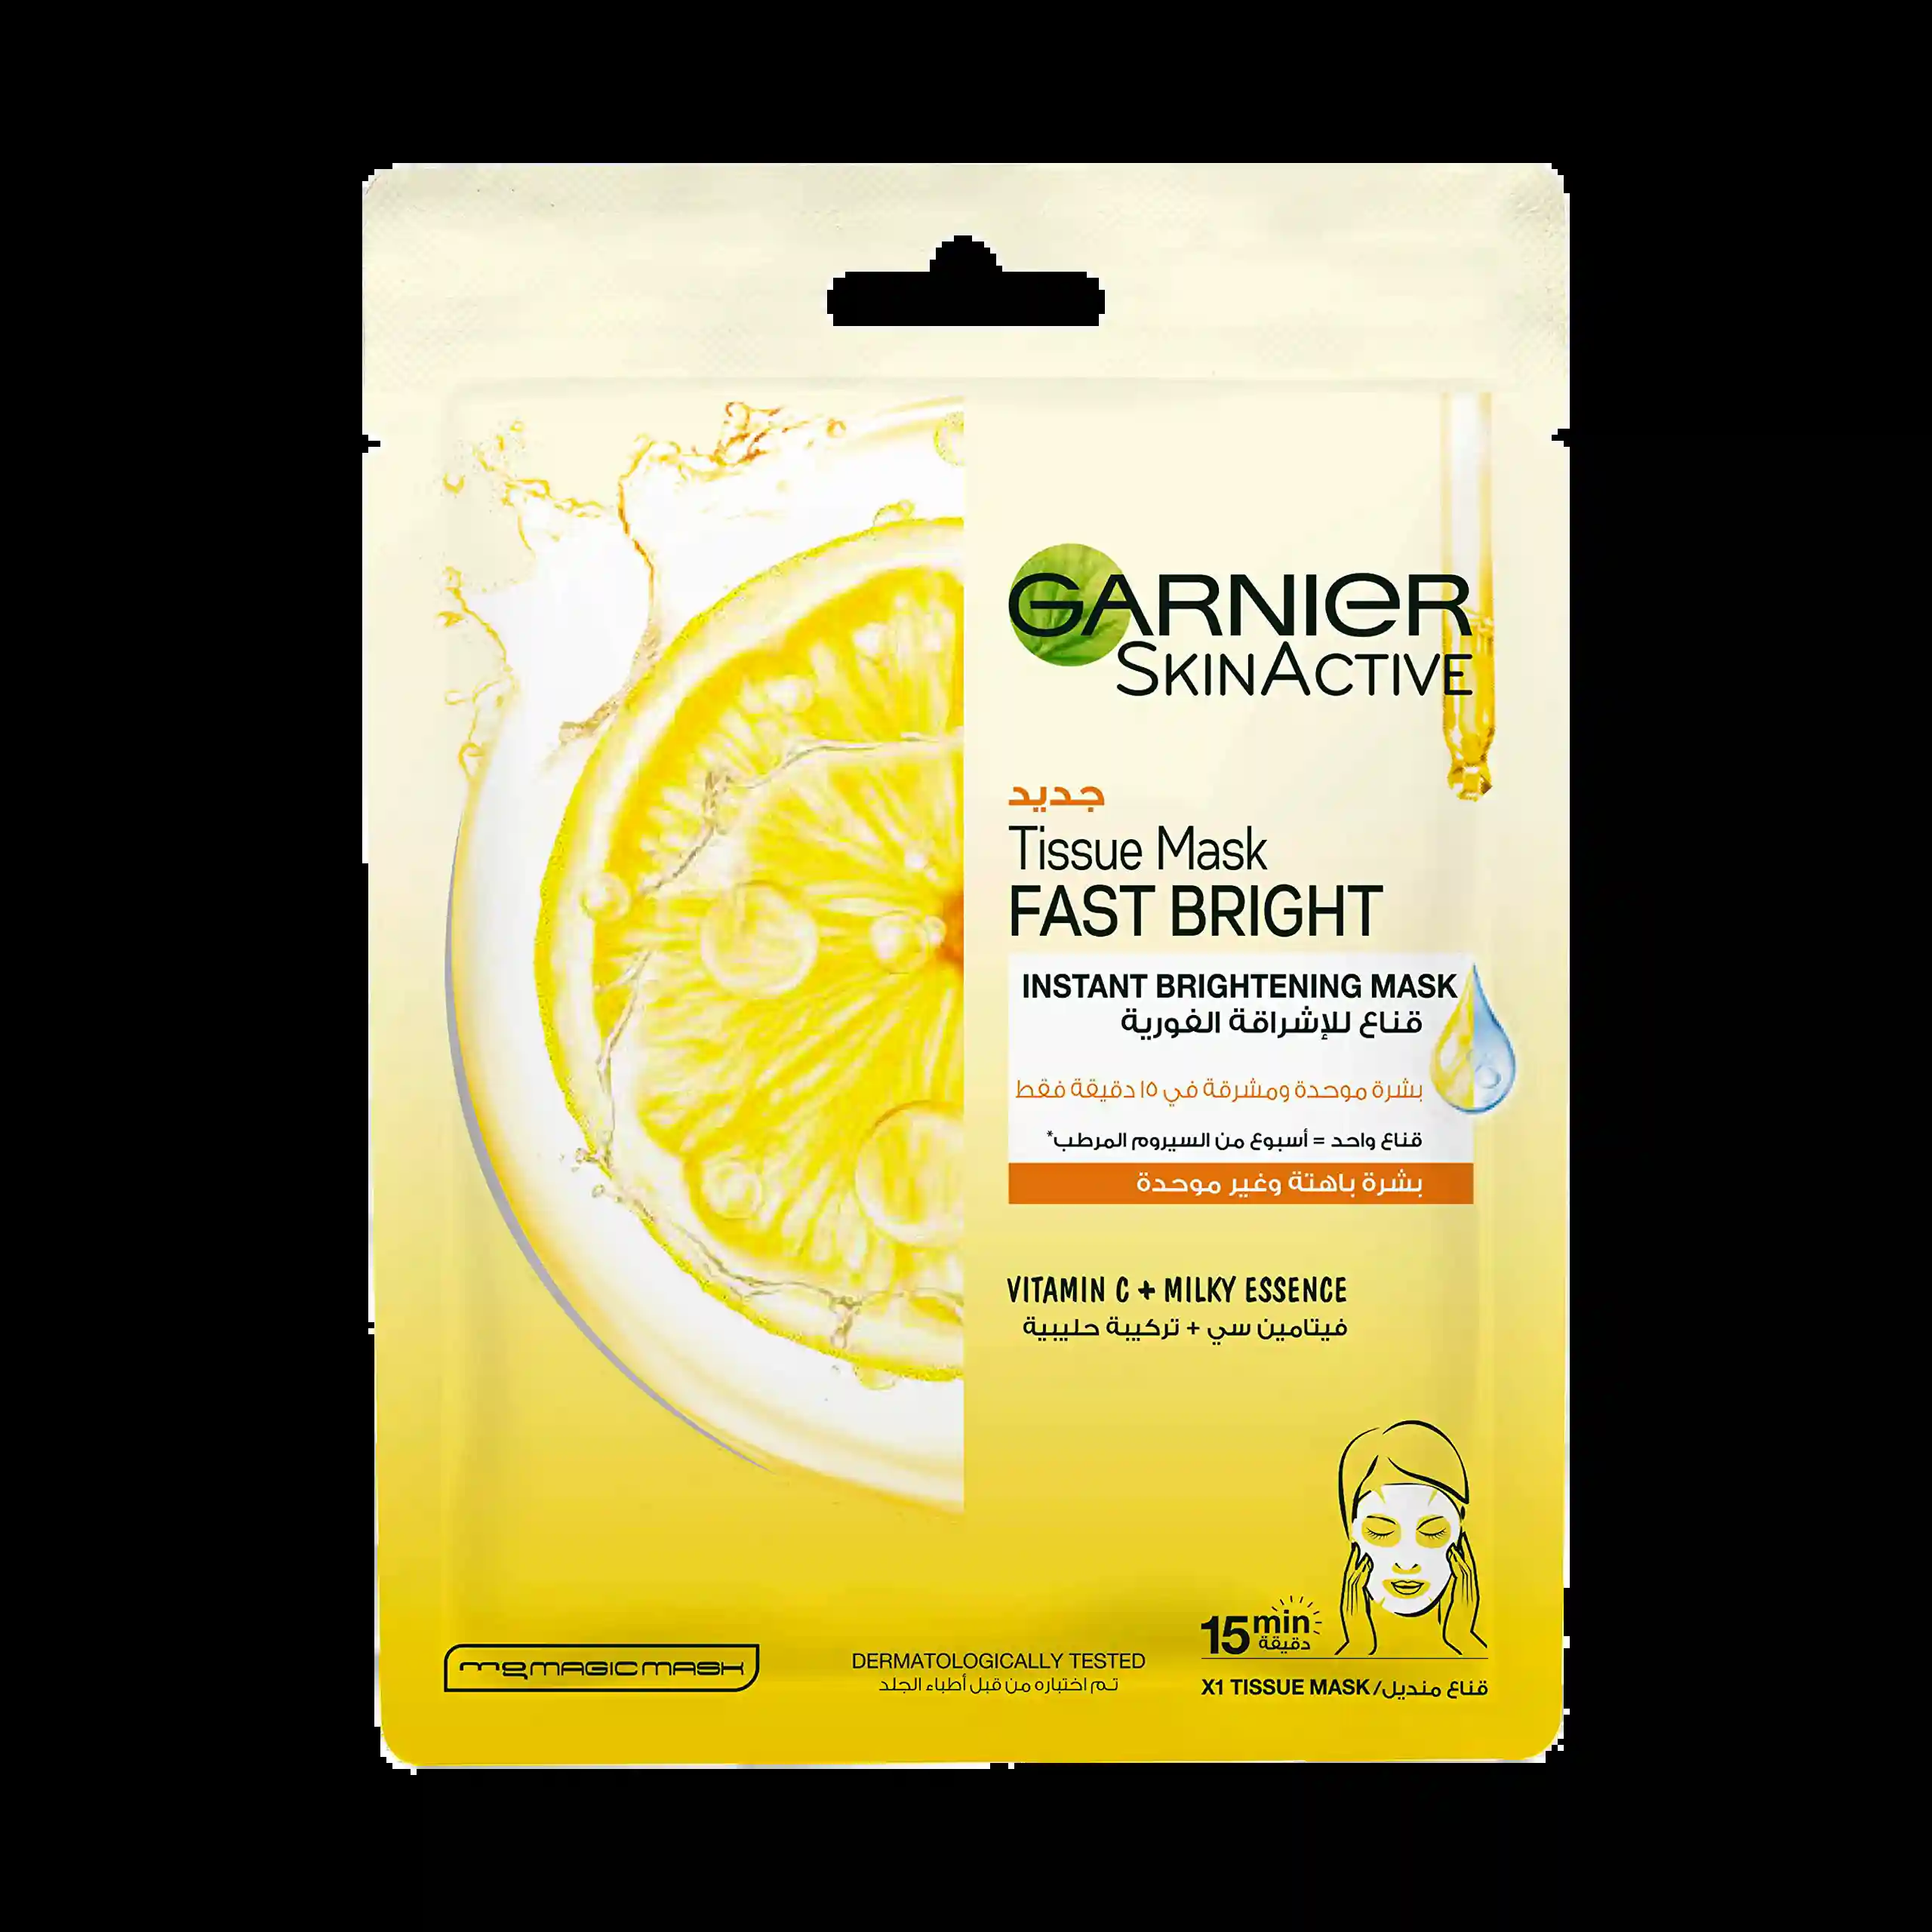 GARNIER
SKINACTIVE
جديد
Tissue Mask
FAST BRIGHT
INSTANT BRIGHTENING MASK
قناع للإشراقة الفورية
بشرة موحدة ومشرقة في ١٥ دقيقة فقط
قناع واحد = أسبوع من السيروم المرطب*
بشرة باهتة وغير موحدة
VITAMIN C + MILKY ESSENCE
فيتامين سي + تركيبة حليبية
15 min
دقيقة
mg MAGIC MASK
DERMATOLOGICALLY TESTED
تم اختباره من قبل أطباء الجلد
X1 TISSUE MASK/قناع منديل